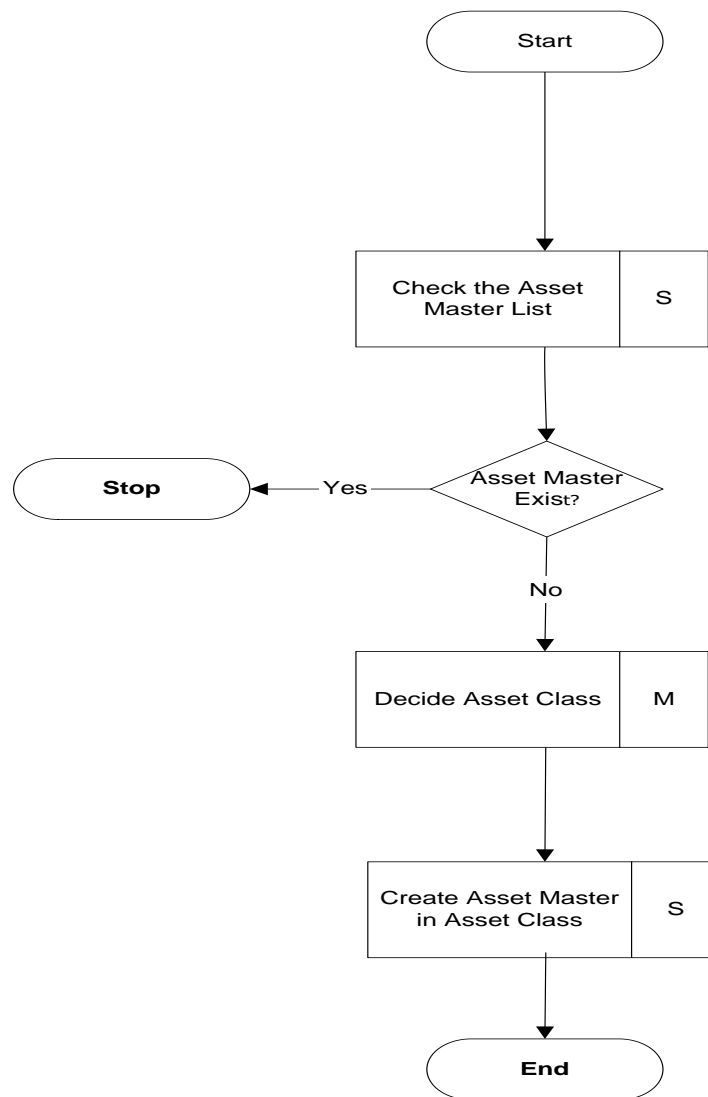 Start
Check the Asset
Master List
S
Asset Master
Exist?
Yes
Stop
No
Decide Asset Class
M
Create Asset Master
in Asset Class
S
End